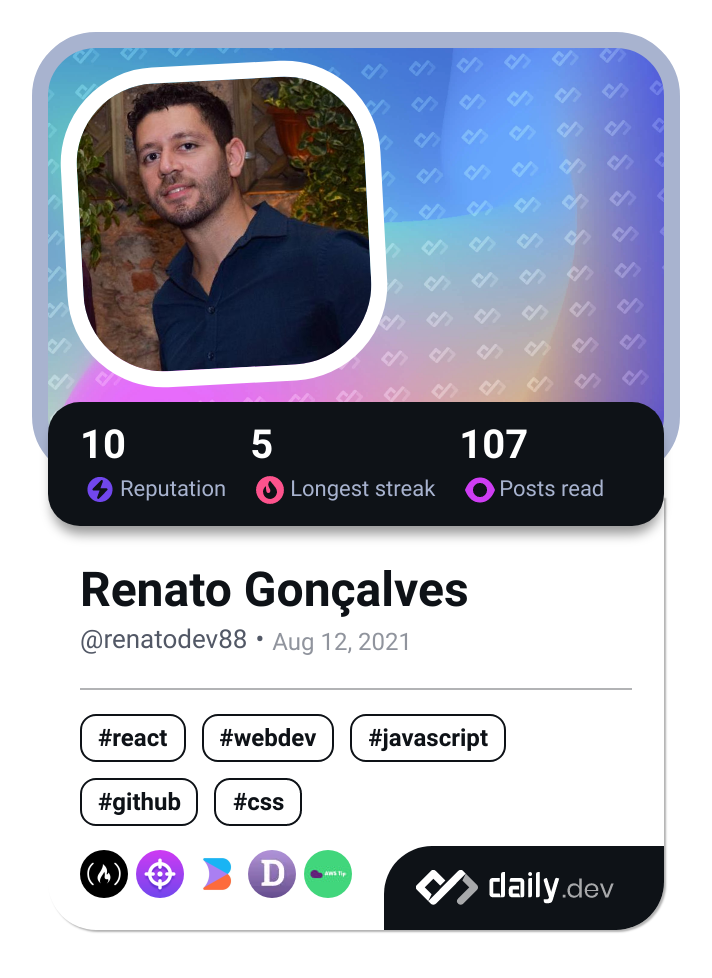 10 5 107
Reputation Longest streak Posts read
Renato Gonçalves
@renatodev88 • Aug 12, 2021
#react #webdev #javascript
#github #css
D AWS Tip
daily.dev